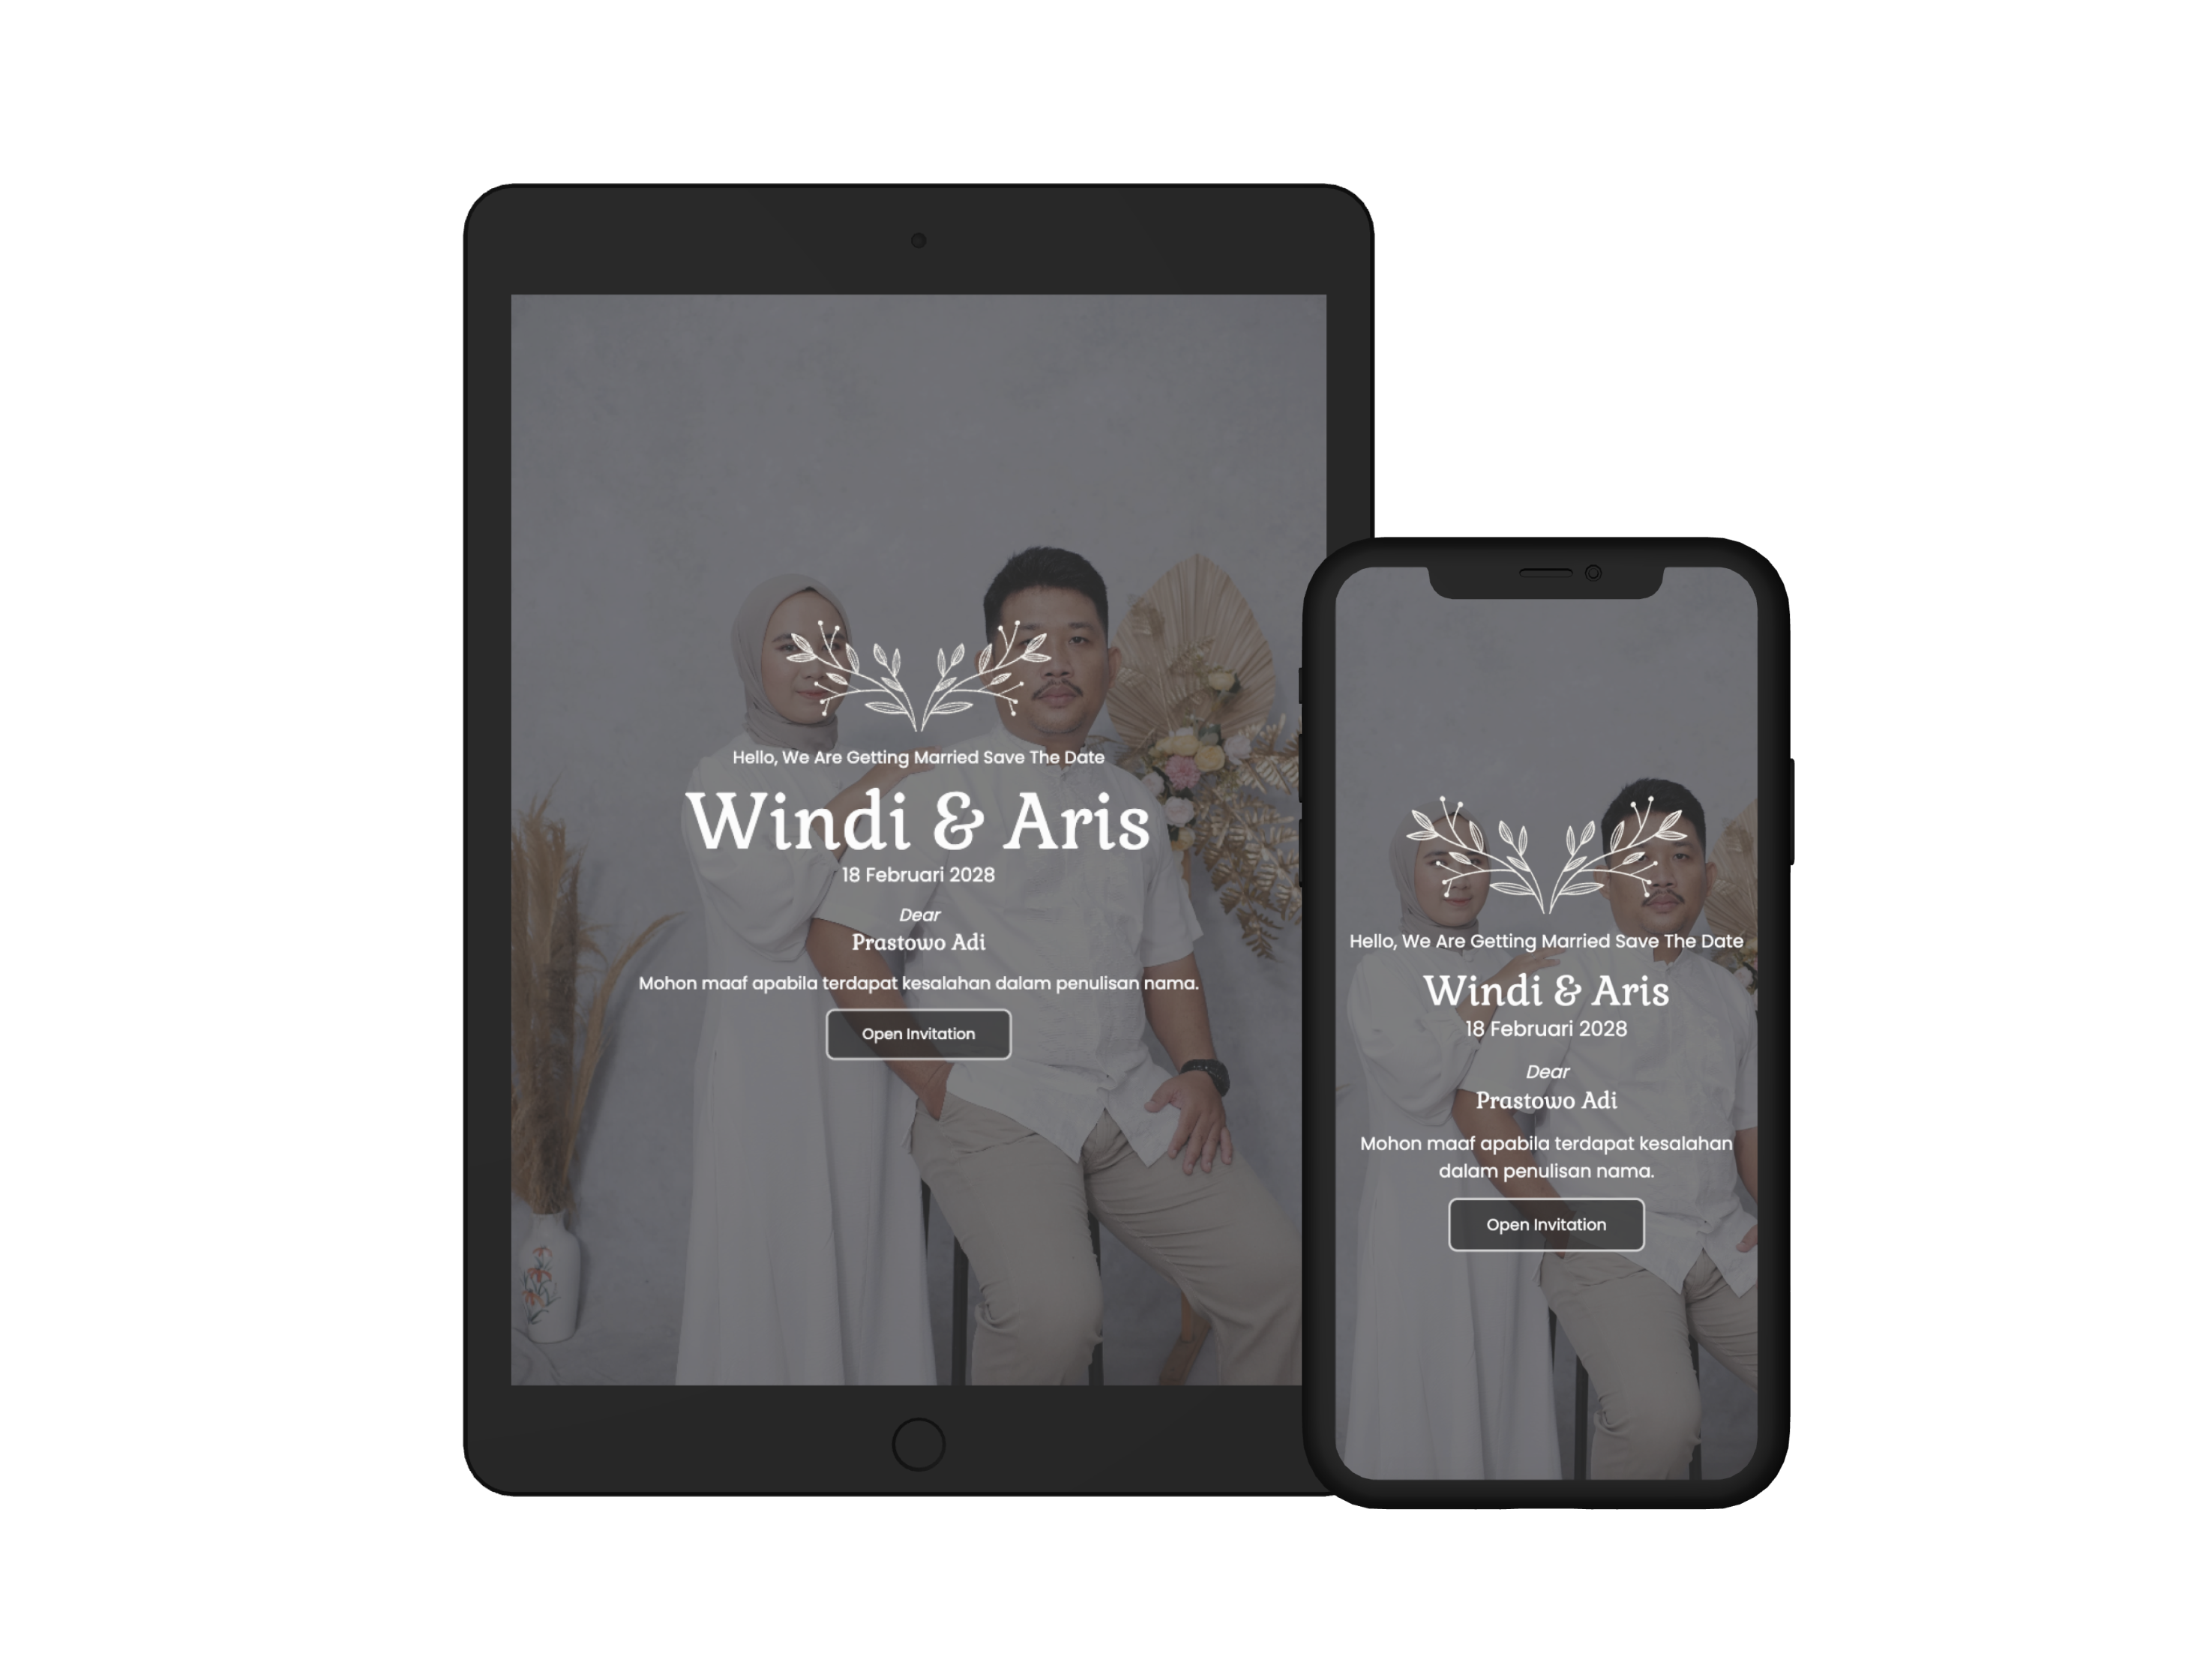 Hello, We Are Getting Married Save The Date
Windi & Aris
18 Februari 2028
Dear
Prastowo Adi
Mohon maaf apabila terdapat kesalahan dalam penulisan nama.
Open Invitation
Hello, We Are Getting Married Save The Date
Windi & Aris
18 Februari 2028
Dear
Prastowo Adi
Mohon maaf apabila terdapat kesalahan
dalam penulisan nama.
Open Invitation